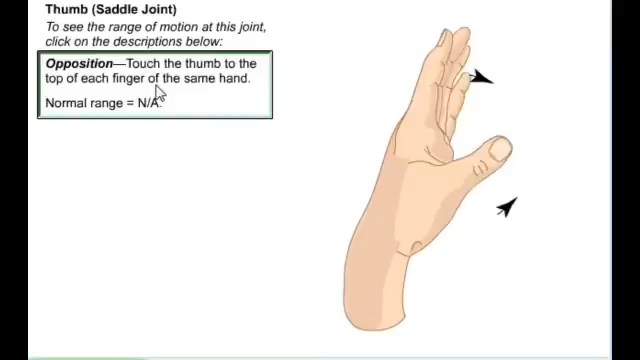 Thumb (Saddle Joint)
To see the range of motion at this joint,
click on the descriptions below:
Opposition—Touch the thumb to the
top of each finger of the same hand.
Normal range = N/A.